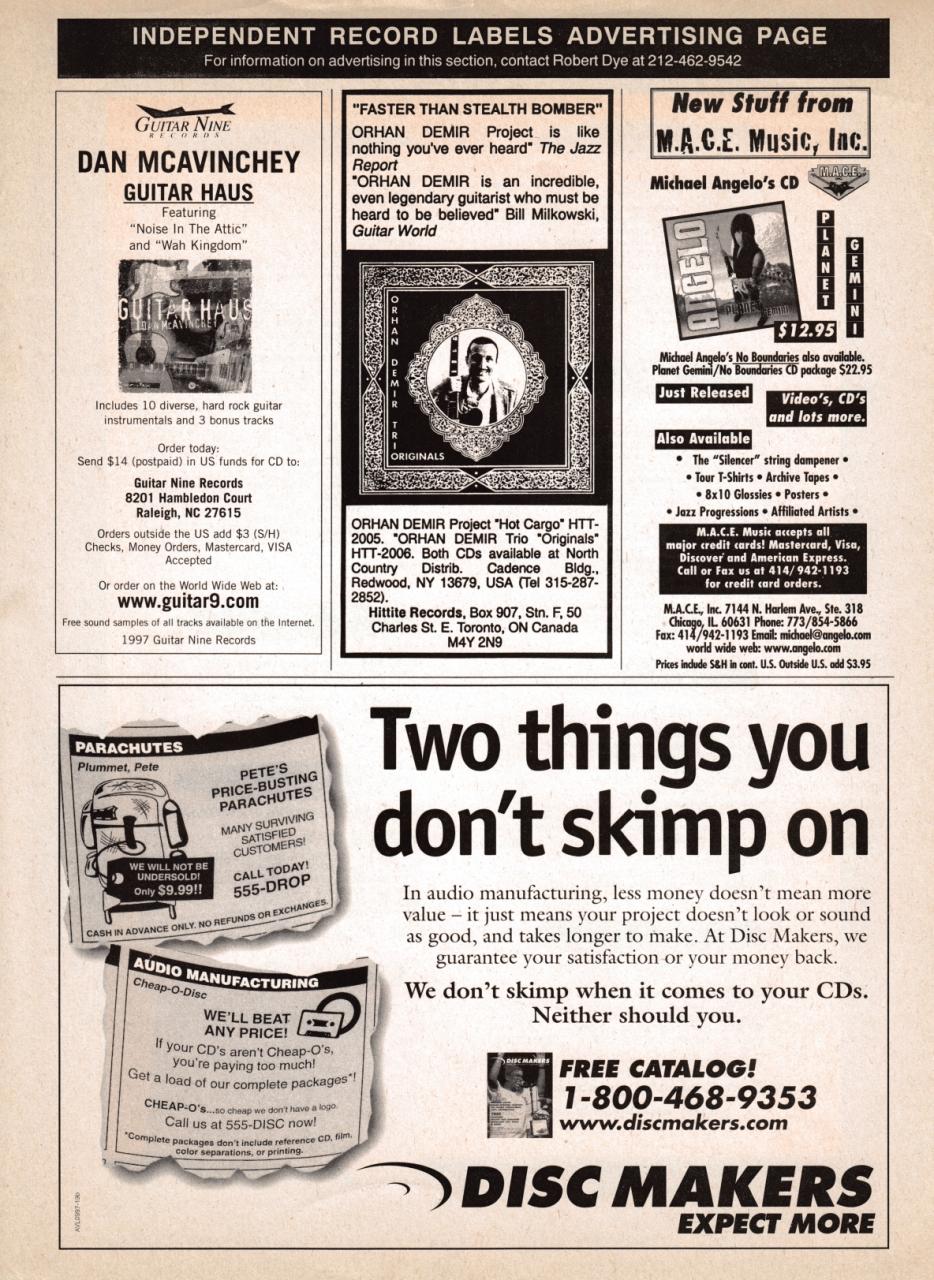 INDEPENDENT RECORD LABELS ADVERTISING PAGE
For information on advertising in this section, contact Robert Dye at 212-462-9542
GUITAR NINE
RECORDS
DAN MCAVINCHEY
GUITAR HAUS
Featuring
“Noise In The Attic”
and “Wah Kingdom”
GUITAR HAUS
DAN McAVINCHEY
Includes 10 diverse, hard rock guitar
instrumentals and 3 bonus tracks
Order today:
Send $14 (postpaid) in US funds for CD to:
Guitar Nine Records
8201 Hambledon Court
Raleigh, NC 27615
Orders outside the US add $3 (S/H)
Checks, Money Orders, Mastercard, VISA
Accepted
Or order on the World Wide Web at:
www.guitar9.com
Free sound samples of all tracks available on the Internet.
1997 Guitar Nine Records
"FASTER THAN STEALTH BOMBER"
ORHAN DEMIR Project is like
nothing you've ever heard" The Jazz
Report
"ORHAN DEMIR is an incredible,
even legendary guitarist who must be
heard to be believed" Bill Milkowski,
Guitar World
ORHAN DEMIR TRI
ORIGINALS
ORHAN DEMIR Project "Hot Cargo" HTT-
2005. "ORHAN DEMIR Trio "Originals"
HTT-2006. Both CDs available at North
Country Distrib. Cadence Bldg.,
Redwood, NY 13679, USA (Tel 315-287-
2852).
Hittite Records, Box 907, Stn. F, 50
Charles St. E. Toronto, ON Canada
M4Y 2N9
New Stuff from
M.A.C.E. Music, Inc.
Michael Angelo's CD
M.A.C.E.
ANGELO
PLANET GEMINI
PLANET
GEMINI
$12.95
Michael Angelo's No Boundaries also available.
Planet Gemini/No Boundaries CD package $22.95
Just Released
Video's, CD's
and lots more.
Also Available
• The “Silencer” string dampener •
• Tour T-Shirts • Archive Tapes •
• 8x10 Glossies • Posters •
• Jazz Progressions • Affiliated Artists •
M.A.C.E. Music accepts all
major credit cards! Mastercard, Visa,
Discover and American Express.
Call or Fax us at 414/942-1193
for credit card orders.
M.A.C.E., Inc. 7144 N. Harlem Ave., Ste. 318
Chicago, IL. 60631 Phone: 773/854-5866
Fax: 414/942-1193 Email: michael@angelo.com
world wide web: www.angelo.com
Prices include S&H in cont. U.S. Outside U.S. add $3.95
PARACHUTES
Plummet, Pete
PETE'S
PRICE-BUSTING
PARACHUTES
MANY SURVIVING
SATISFIED
CUSTOMERS!
WE WILL NOT BE
UNDERSOLD!
Only $9.99!!
CALL TODAY!
555-DROP
CASH IN ADVANCE ONLY. NO REFUNDS OR EXCHANGES.
AUDIO MANUFACTURING
Cheap-O-Disc
WE'LL BEAT
ANY PRICE!
If your CD's aren't Cheap-O's,
you're paying too much!
Get a load of our complete packages*!
CHEAP-O's...so cheap we don't have a logo.
Call us at 555-DISC now!
*Complete packages don't include reference CD, film,
color separations, or printing.
Two things you
don't skimp on
In audio manufacturing, less money doesn't mean more
value – it just means your project doesn't look or sound
as good, and takes longer to make. At Disc Makers, we
guarantee your satisfaction or your money back.
We don't skimp when it comes to your CDs.
Neither should you.
DISC MAKERS
FREE CATALOG!
1-800-468-9353
www.discmakers.com
DISC MAKERS
EXPECT MORE